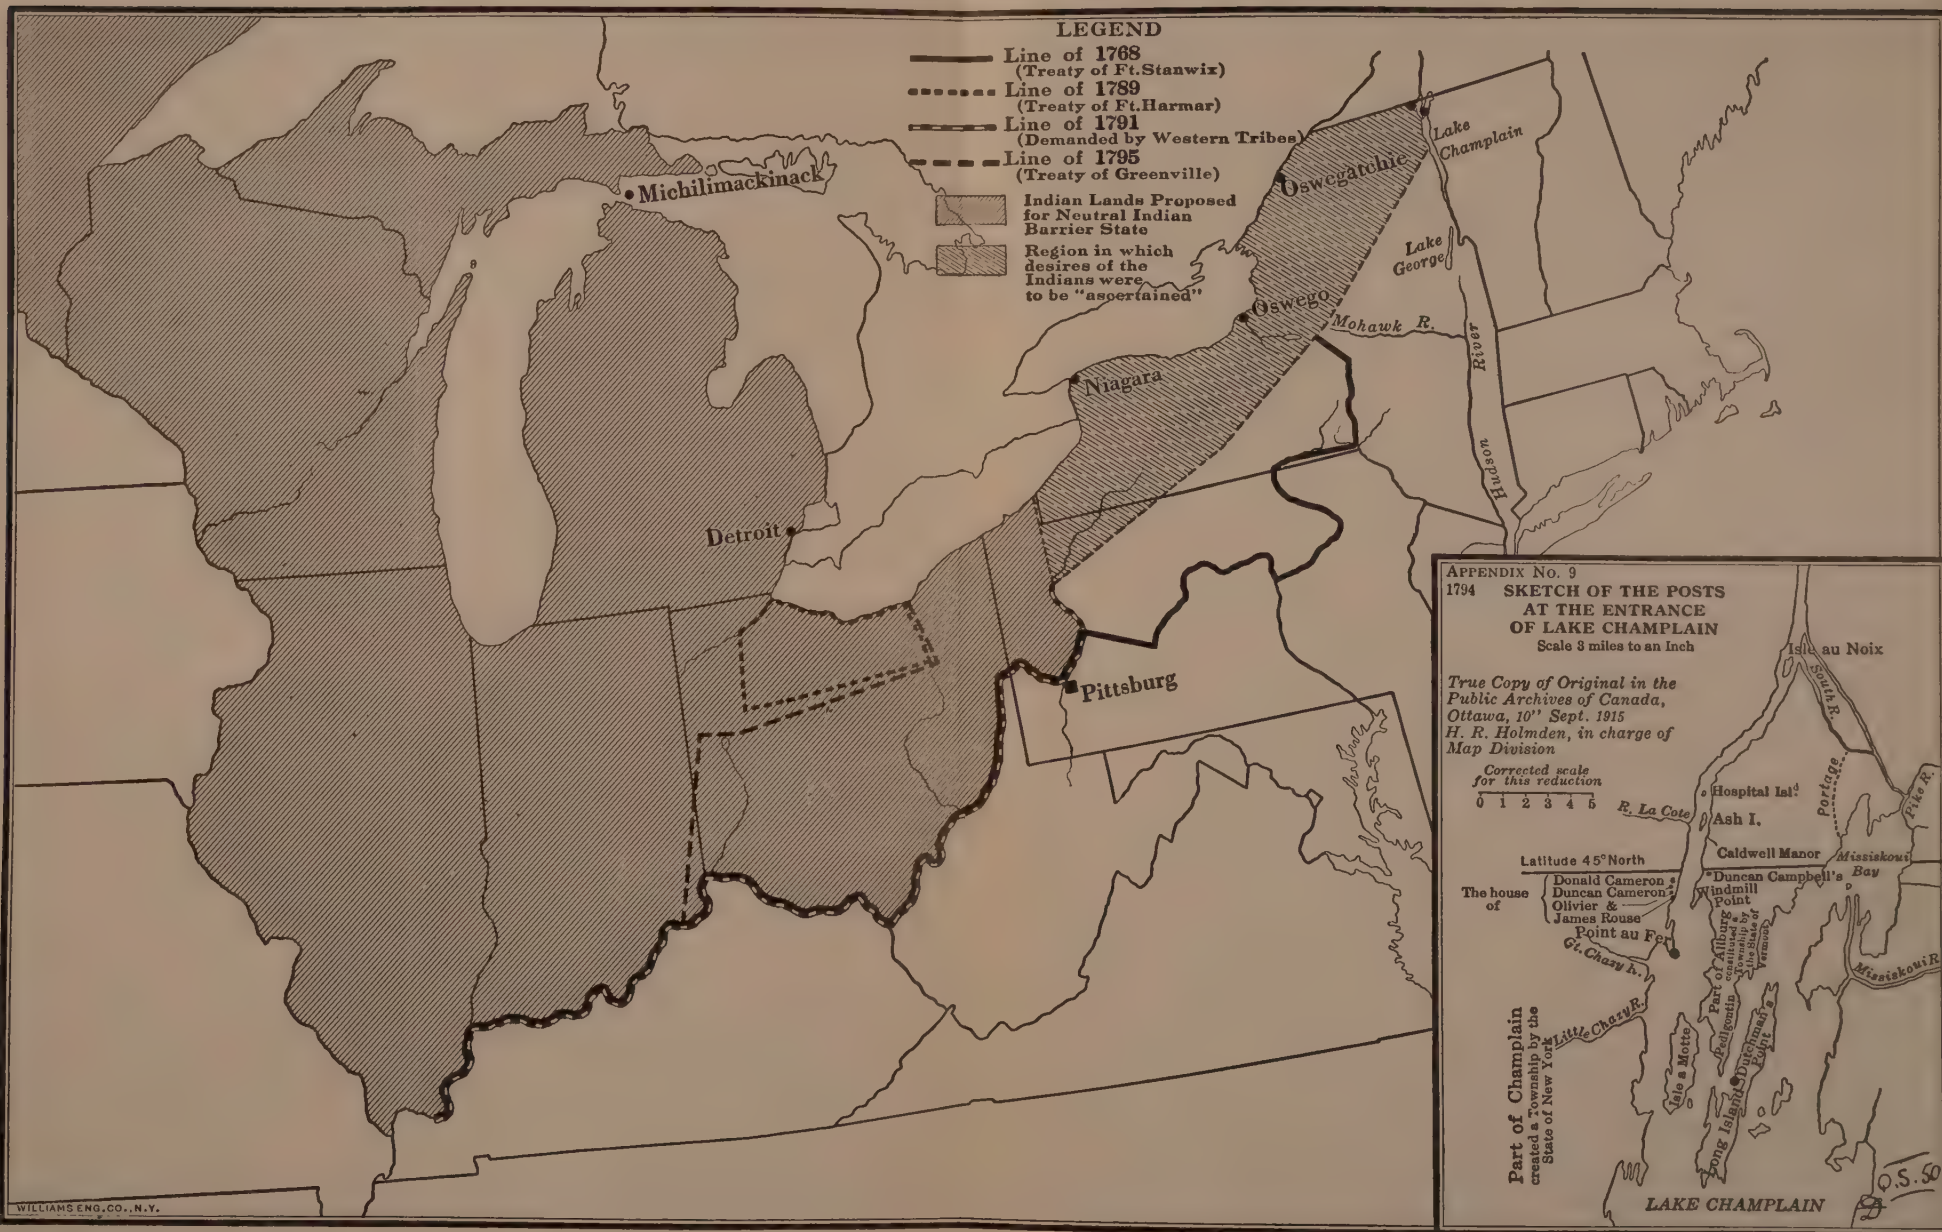 LEGEND
Line of 1768
(Treaty of Ft.Stanwix)
Line of 1789
(Treaty of Ft.Harmar)
Line of 1791
(Demanded by Western Tribes)
Line of 1795
(Treaty of Greenville)
Indian Lands Proposed
for Neutral Indian
Barrier State
Region in which
desires of the
Indians were
to be "ascertained"
Michilimackinack
Oswegatchie
Lake
Champlain
Lake
George
Oswego
Mohawk R.
River
Hudson
Niagara
Detroit
Pittsburg
APPENDIX No. 9
1794 SKETCH OF THE POSTS
AT THE ENTRANCE
OF LAKE CHAMPLAIN
Scale 3 miles to an Inch
True Copy of Original in the
Public Archives of Canada,
Ottawa, 10" Sept. 1915
H. R. Holmden, in charge of
Map Division
Corrected scale
for this reduction
0 1 2 3 4 5
Isle au Noix
South R.
Portage
Pike R.
Hospital Isl.d
R. La Cote
Ash I.
Caldwell Manor
Missiskoui
Bay
Latitude 45° North
Duncan Campbell's
Windmill
Point
The house
of
Donald Cameron
Duncan Cameron
Olivier &
James Rouse
Point au Fer
Gt. Chazy R.
Part of Allburg
constituted a
Township by
the State of
Vermont
Missiskoui R
Little Chazy R.
Isle a Motte
Pedlgontin
Dutchman's
Point
Long Island
Part of Champlain
created a Township by the
State of New York
LAKE CHAMPLAIN
O.S. 50
WILLIAMS ENG.CO., N.Y.